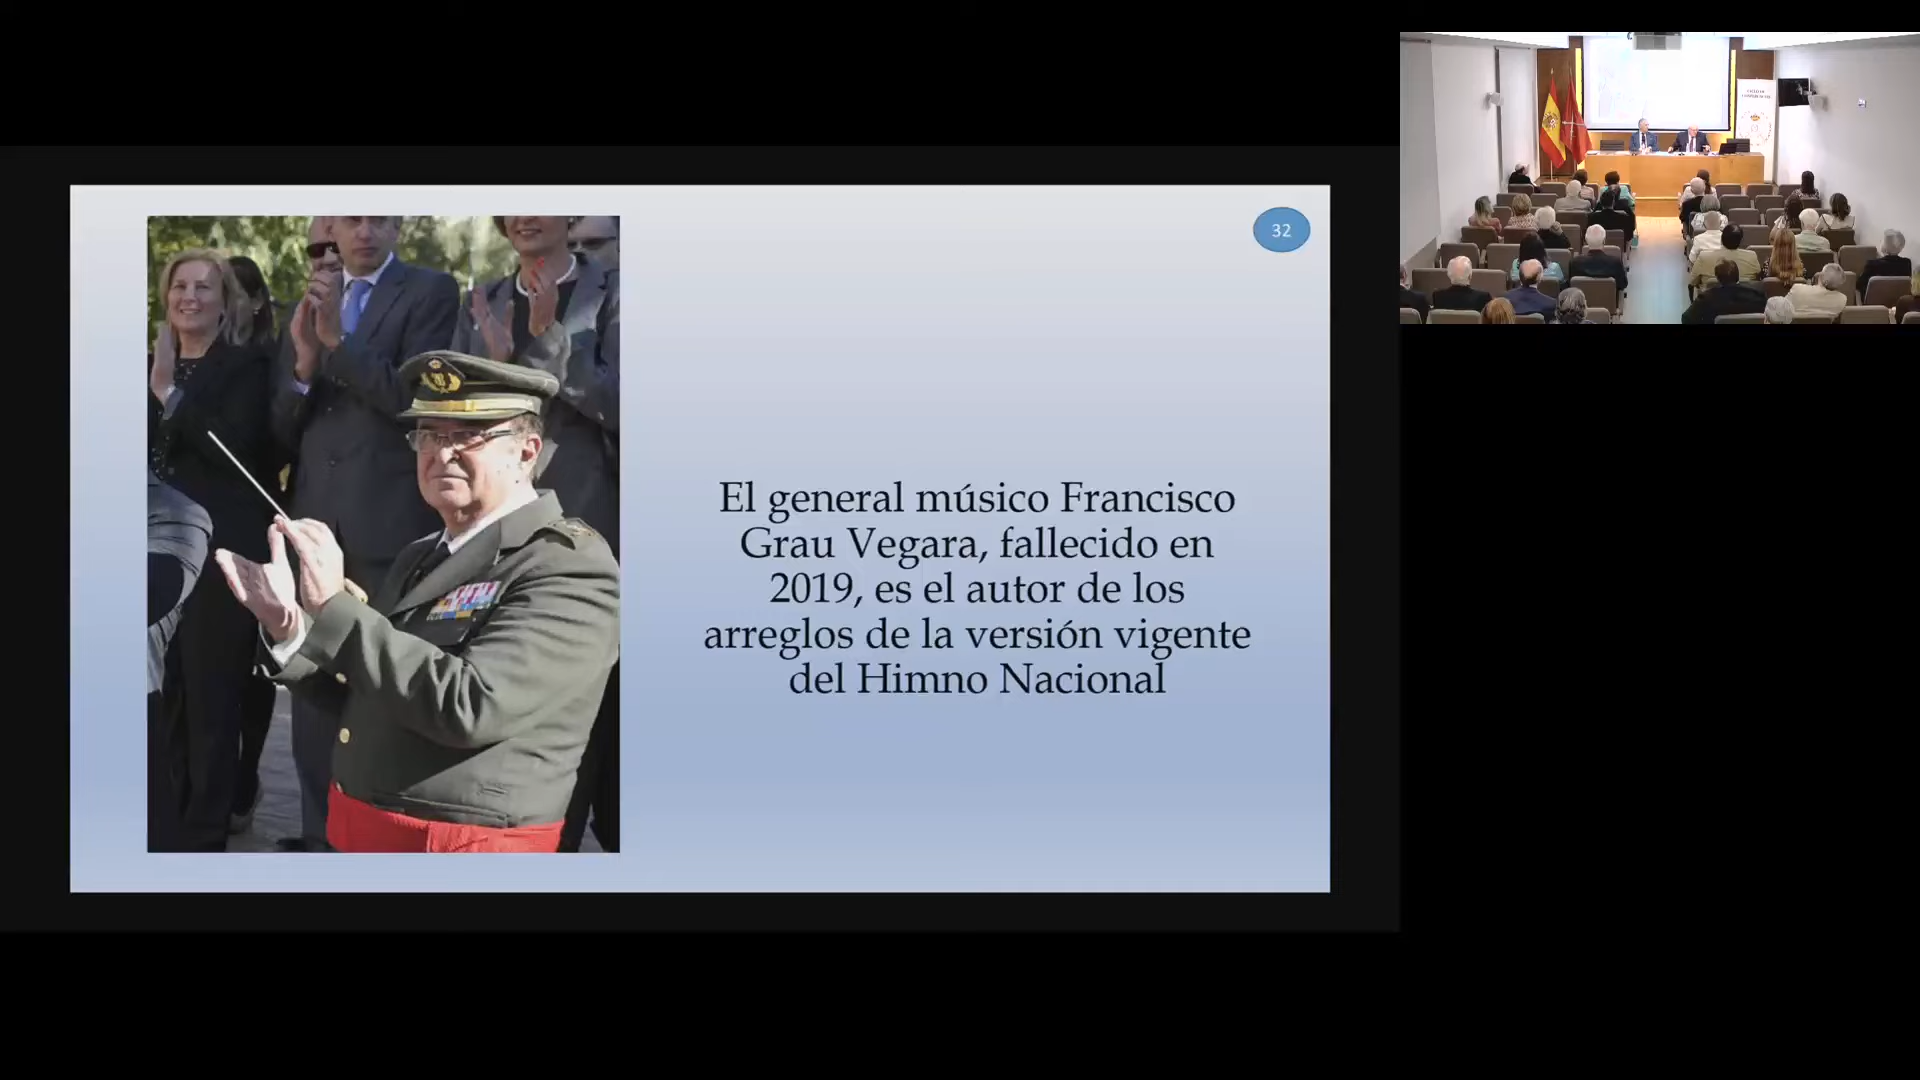 32
El general músico Francisco
Grau Vegara, fallecido en
2019, es el autor de los
arreglos de la versión vigente
del Himno Nacional